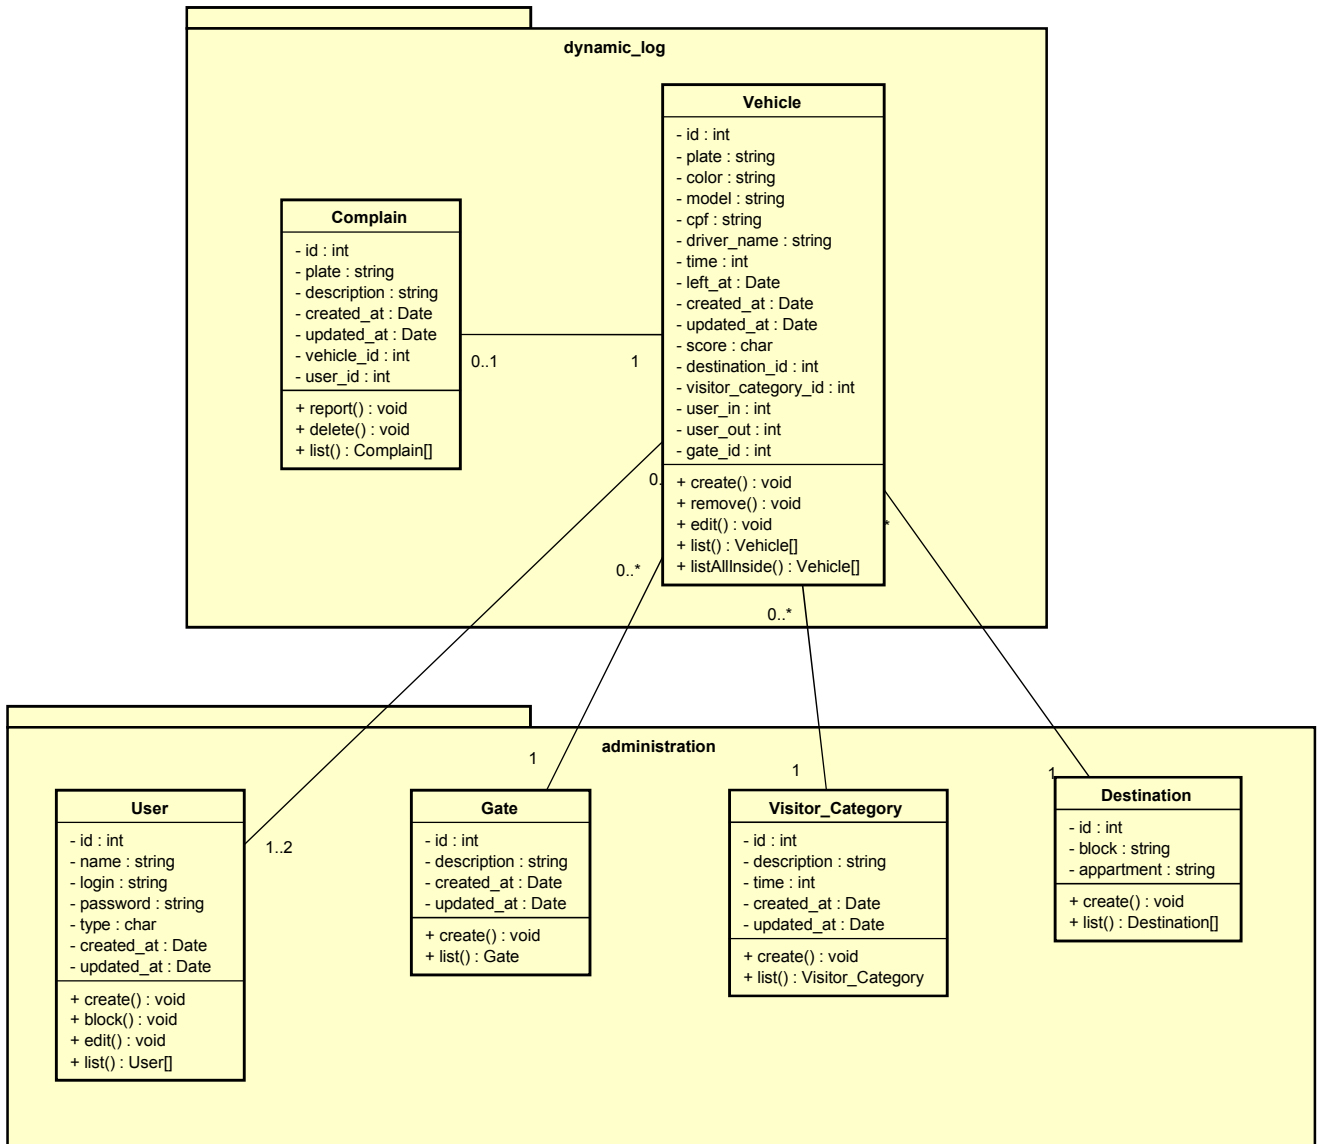 dynamic_log
Vehicle
- id : int
- plate : string
- color : string
- model : string
- cpf : string
- driver_name : string
- time : int
- left_at : Date
- created_at : Date
- updated_at : Date
- score : char
- destination_id : int
- visitor_category_id : int
- user_in : int
- user_out : int
- gate_id : int
+ create() : void
+ remove() : void
+ edit() : void
+ list() : Vehicle[]
+ listAllInside() : Vehicle[]
Complain
- id : int
- plate : string
- description : string
- created_at : Date
- updated_at : Date
- vehicle_id : int
- user_id : int
+ report() : void
+ delete() : void
+ list() : Complain[]
0..1
1
0.
*
0..*
0..*
administration
1
1
1
1..2
User
- id : int
- name : string
- login : string
- password : string
- type : char
- created_at : Date
- updated_at : Date
+ create() : void
+ block() : void
+ edit() : void
+ list() : User[]
Gate
- id : int
- description : string
- created_at : Date
- updated_at : Date
+ create() : void
+ list() : Gate
Visitor_Category
- id : int
- description : string
- time : int
- created_at : Date
- updated_at : Date
+ create() : void
+ list() : Visitor_Category
Destination
- id : int
- block : string
- appartment : string
+ create() : void
+ list() : Destination[]